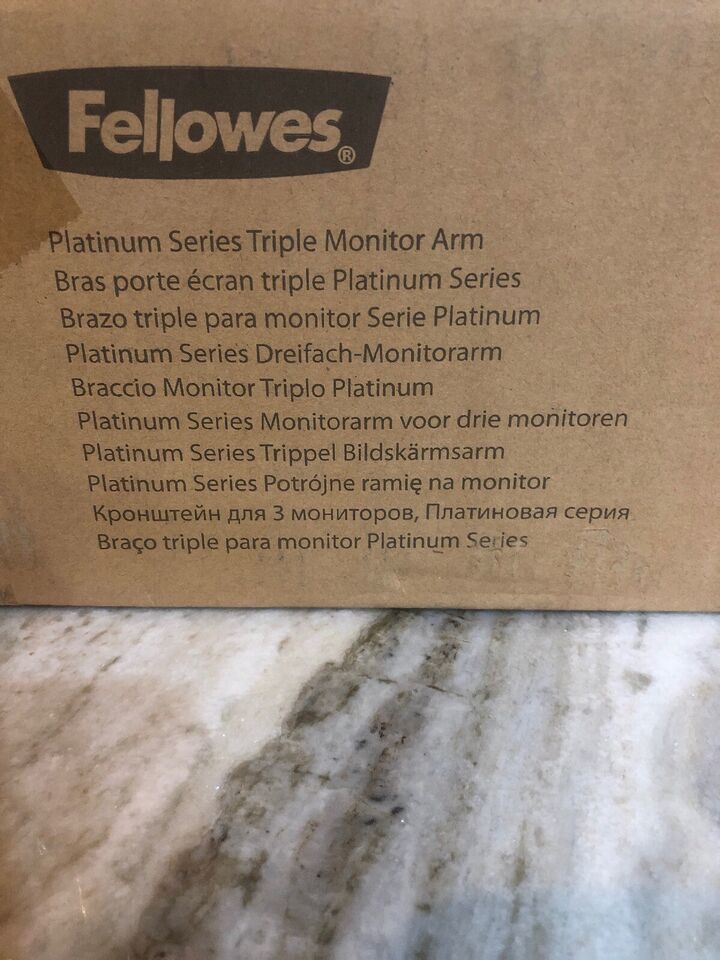 Fellowes®
Platinum Series Triple Monitor Arm
Bras porte écran triple Platinum Series
Brazo triple para monitor Serie Platinum
Platinum Series Dreifach-Monitorarm
Braccio Monitor Triplo Platinum
Platinum Series Monitorarm voor drie monitoren
Platinum Series Trippel Bildskärmsarm
Platinum Series Potrójne ramię na monitor
Кронштейн для 3 мониторов, Платиновая серия
Braço triple para monitor Platinum Series